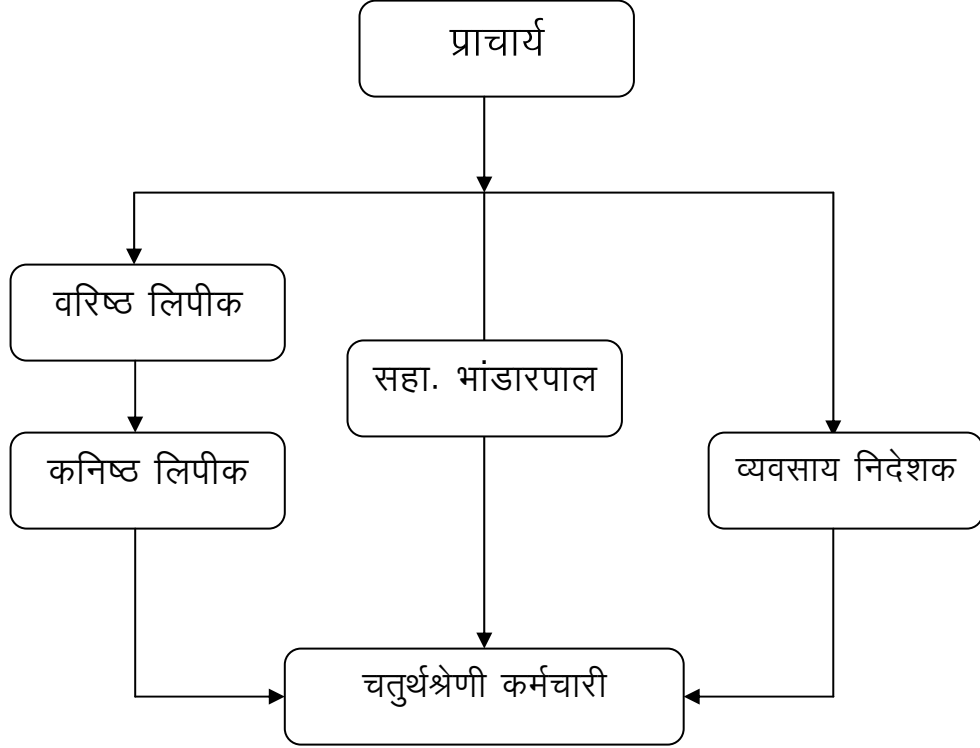 प्राचार्य
वरिष्ठ लिपीक
सहा. भांडारपाल
कनिष्ठ लिपीक
व्यवसाय निदेशक
चतुर्थश्रेणी कर्मचारी